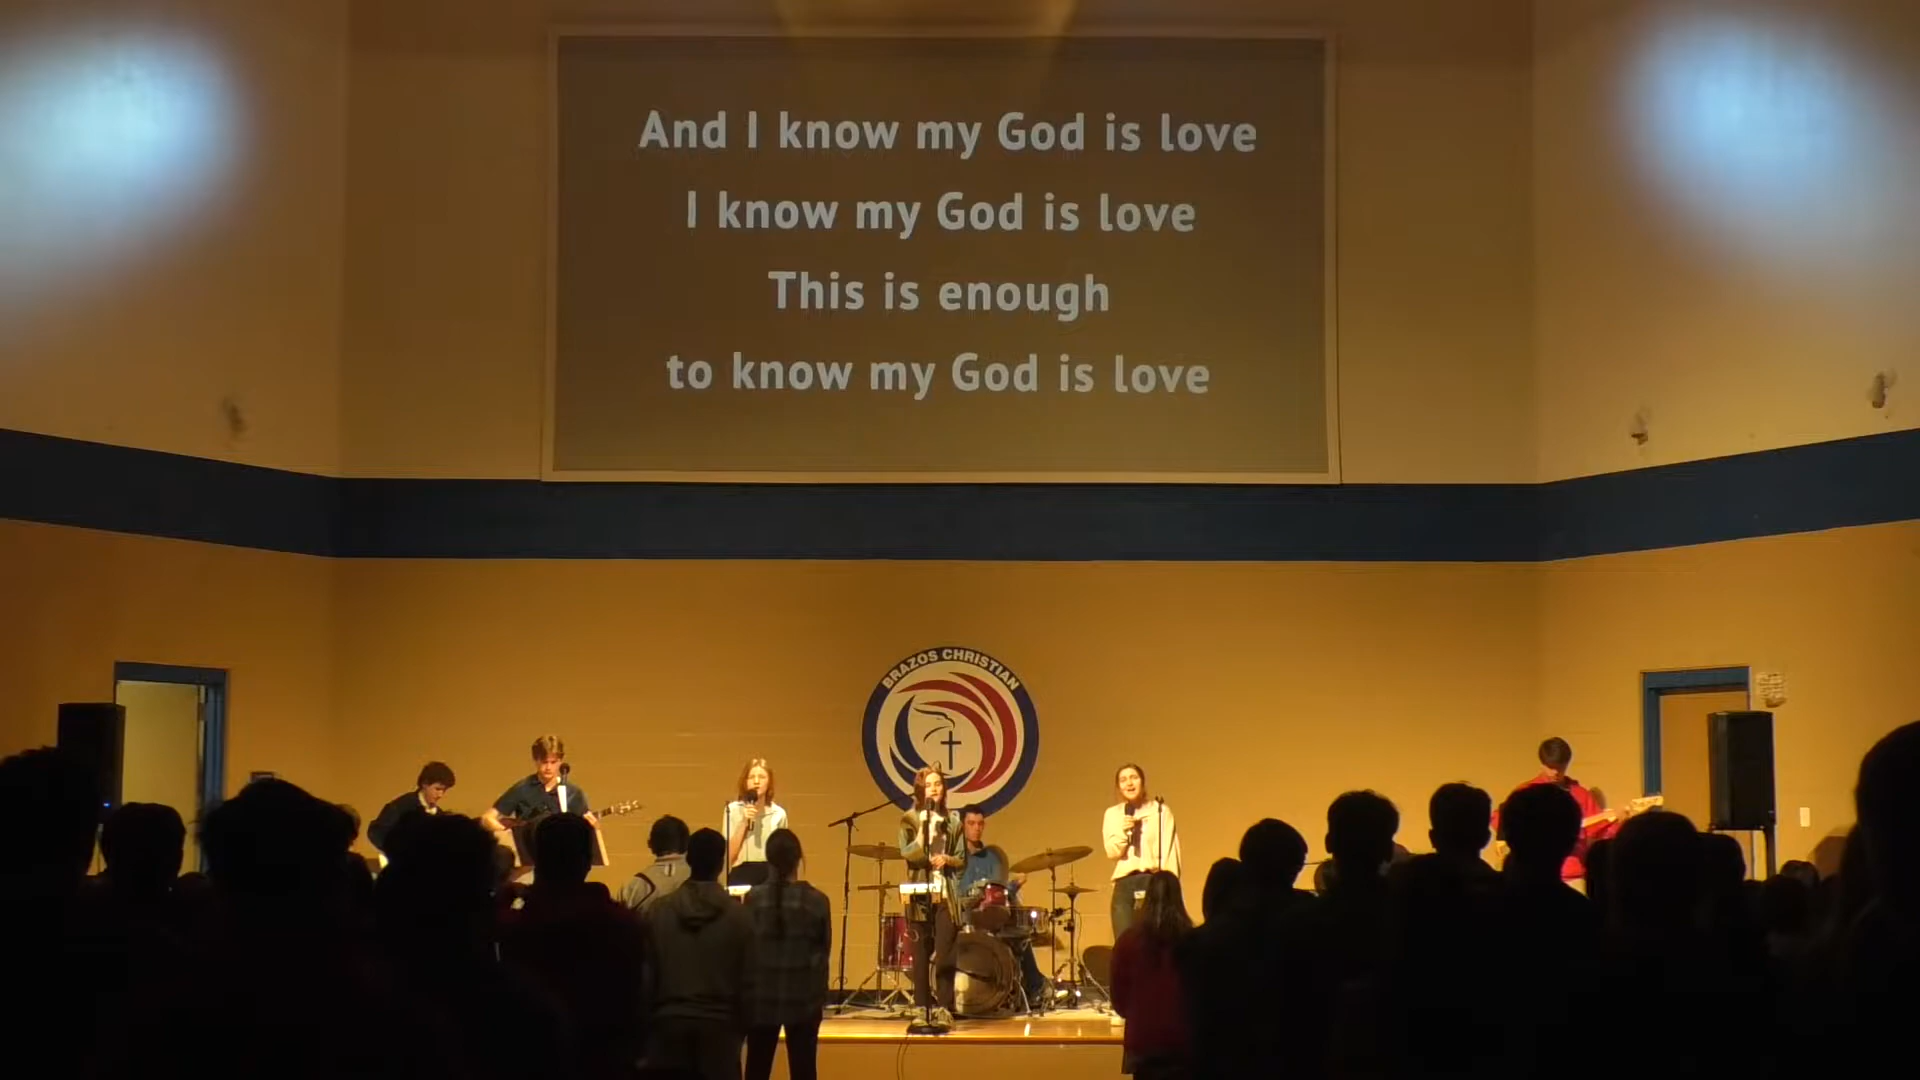 And I know my God is love
I know my God is love
This is enough
to know my God is love
BRAZOS CHRISTIAN